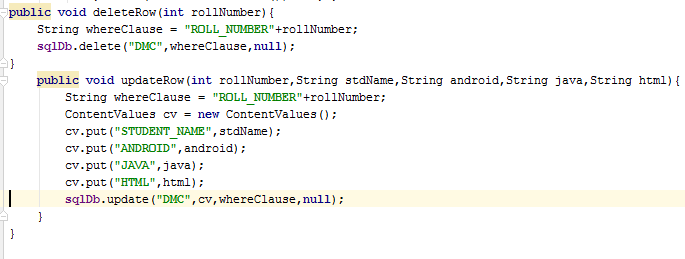 public void deleteRow(int rollNumber){
String whereClause = "ROLL_NUMBER"+rollNumber;
sqlDb.delete("DMC",whereClause,null);
}
public void updateRow(int rollNumber,String stdName,String android,String java,String html){
String whereClause = "ROLL_NUMBER"+rollNumber;
ContentValues cv = new ContentValues();
cv.put("STUDENT_NAME",stdName);
cv.put("ANDROID",android);
cv.put("JAVA",java);
cv.put("HTML",html);
sqlDb.update("DMC",cv,whereClause,null);
}
}